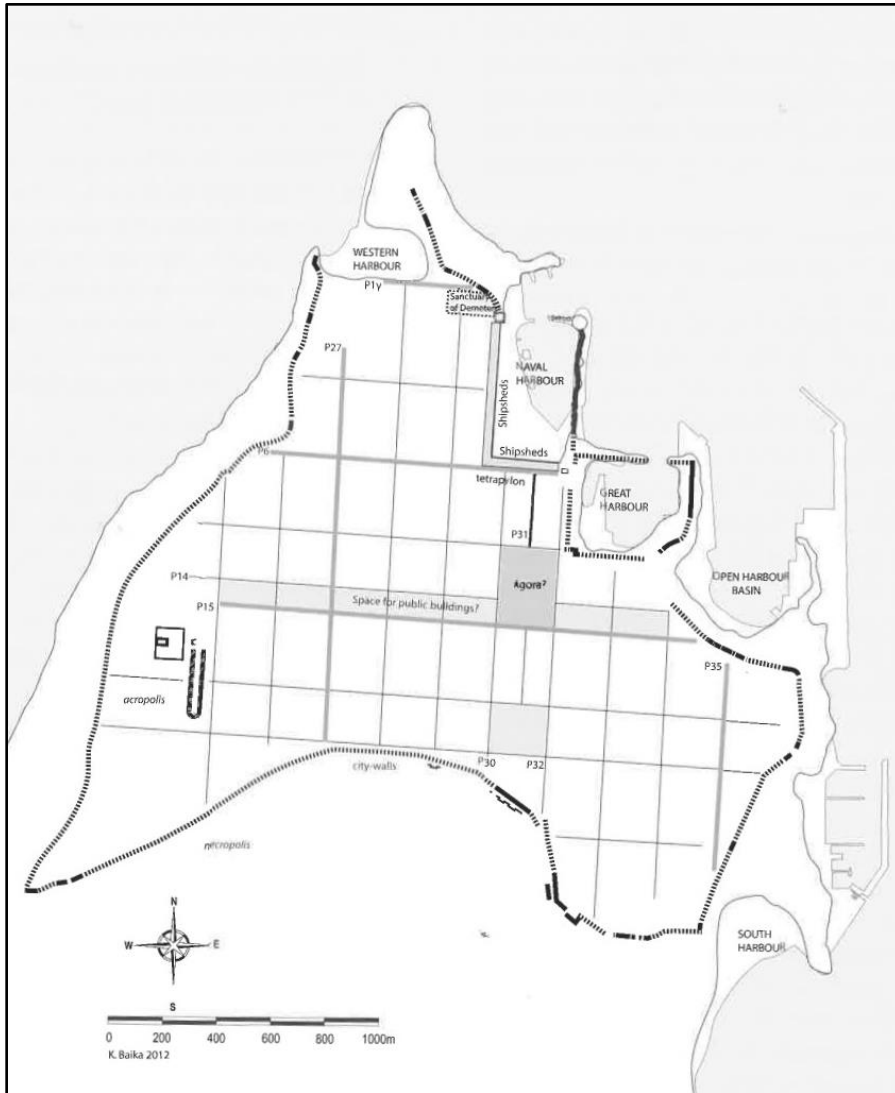 WESTERN
HARBOUR
P1γ
Sanctuary
of Demeter
P27
NAVAL
HARBOUR
Shipsheds
Shipsheds
P6
tetrapylon
GREAT
HARBOUR
P31
P14
Agora?
OPEN HARBOUR
BASIN
Space for public buildings?
P15
P35
acropolis
P30
P32
city-walls
necropolis
N
W
E
S
SOUTH
HARBOUR
0 200 400 600 800 1000m
K. Baika 2012